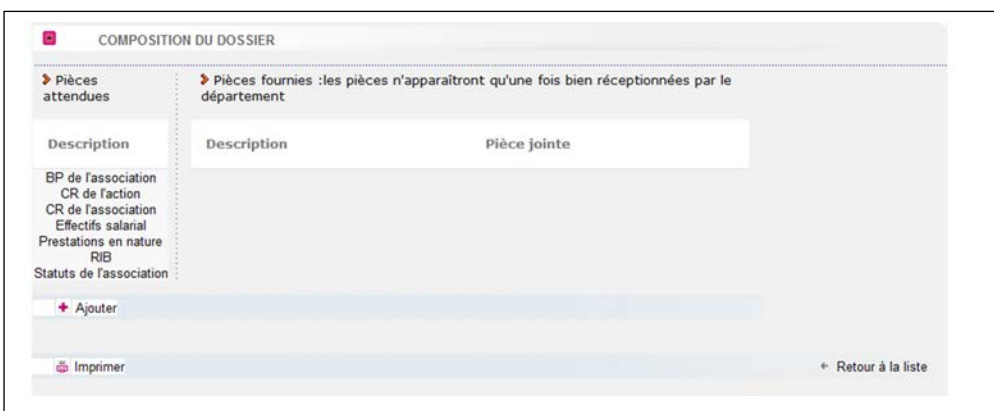 COMPOSITION DU DOSSIER
Pièces
attendues
Pièces fournies :les pièces n'apparaîtront qu'une fois bien réceptionnées par le
département
Description
Description
Pièce jointe
BP de l'association
CR de l'action
CR de l'association
Effectifs salarial
Prestations en nature
RIB
Statuts de l'association
Ajouter
Imprimer
Retour à la liste